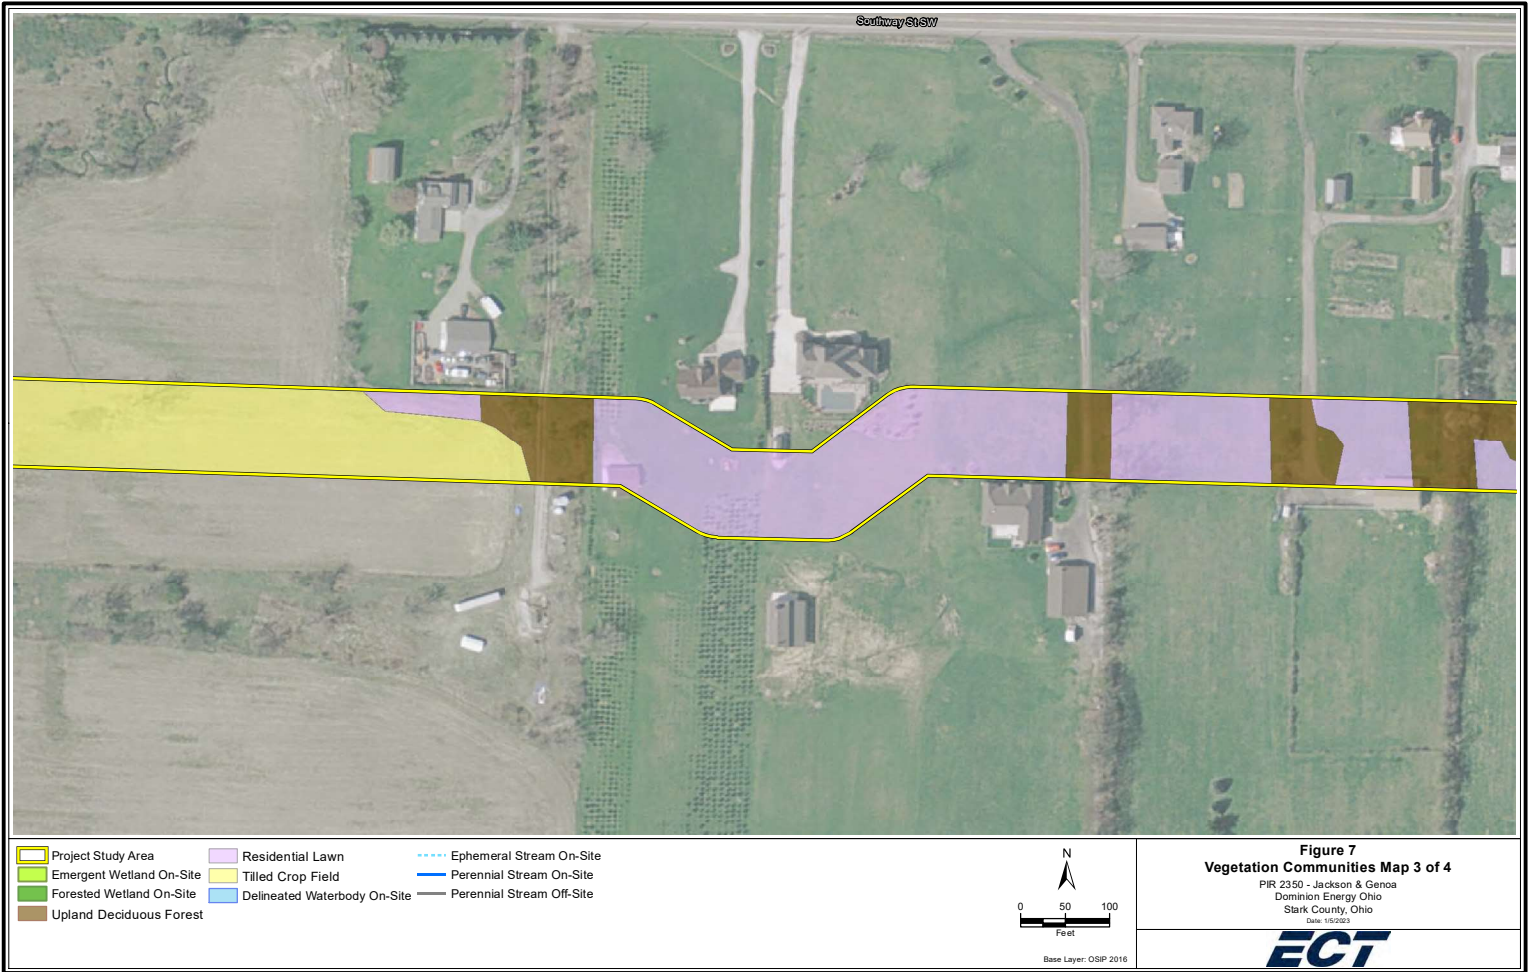 Southway St SW
Project Study Area
Emergent Wetland On-Site
Forested Wetland On-Site
Upland Deciduous Forest
Residential Lawn
Tilled Crop Field
Delineated Waterbody On-Site
Ephemeral Stream On-Site
Perennial Stream On-Site
Perennial Stream Off-Site
N
0 50 100
Feet
Base Layer: OSIP 2016
Figure 7
Vegetation Communities Map 3 of 4
PIR 2350 - Jackson & Genoa
Dominion Energy Ohio
Stark County, Ohio
Date: 1/5/2023
ECT